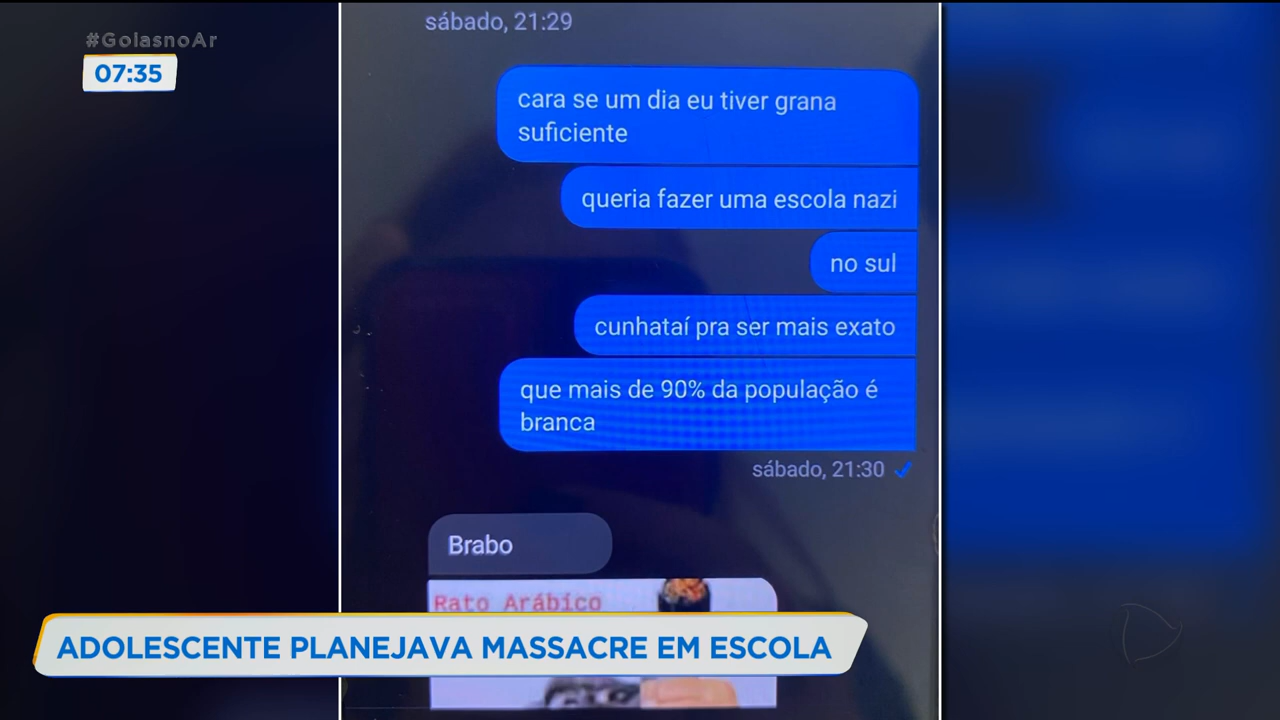 #GoiasnoAr
07:35
sábado, 21:29
cara se um dia eu tiver grana
suficiente
queria fazer uma escola nazi
no sul
cunhataí pra ser mais exato
que mais de 90% da população é
branca
sábado, 21:30
Brabo
Rato Arábico
ADOLESCENTE PLANEJAVA MASSACRE EM ESCOLA